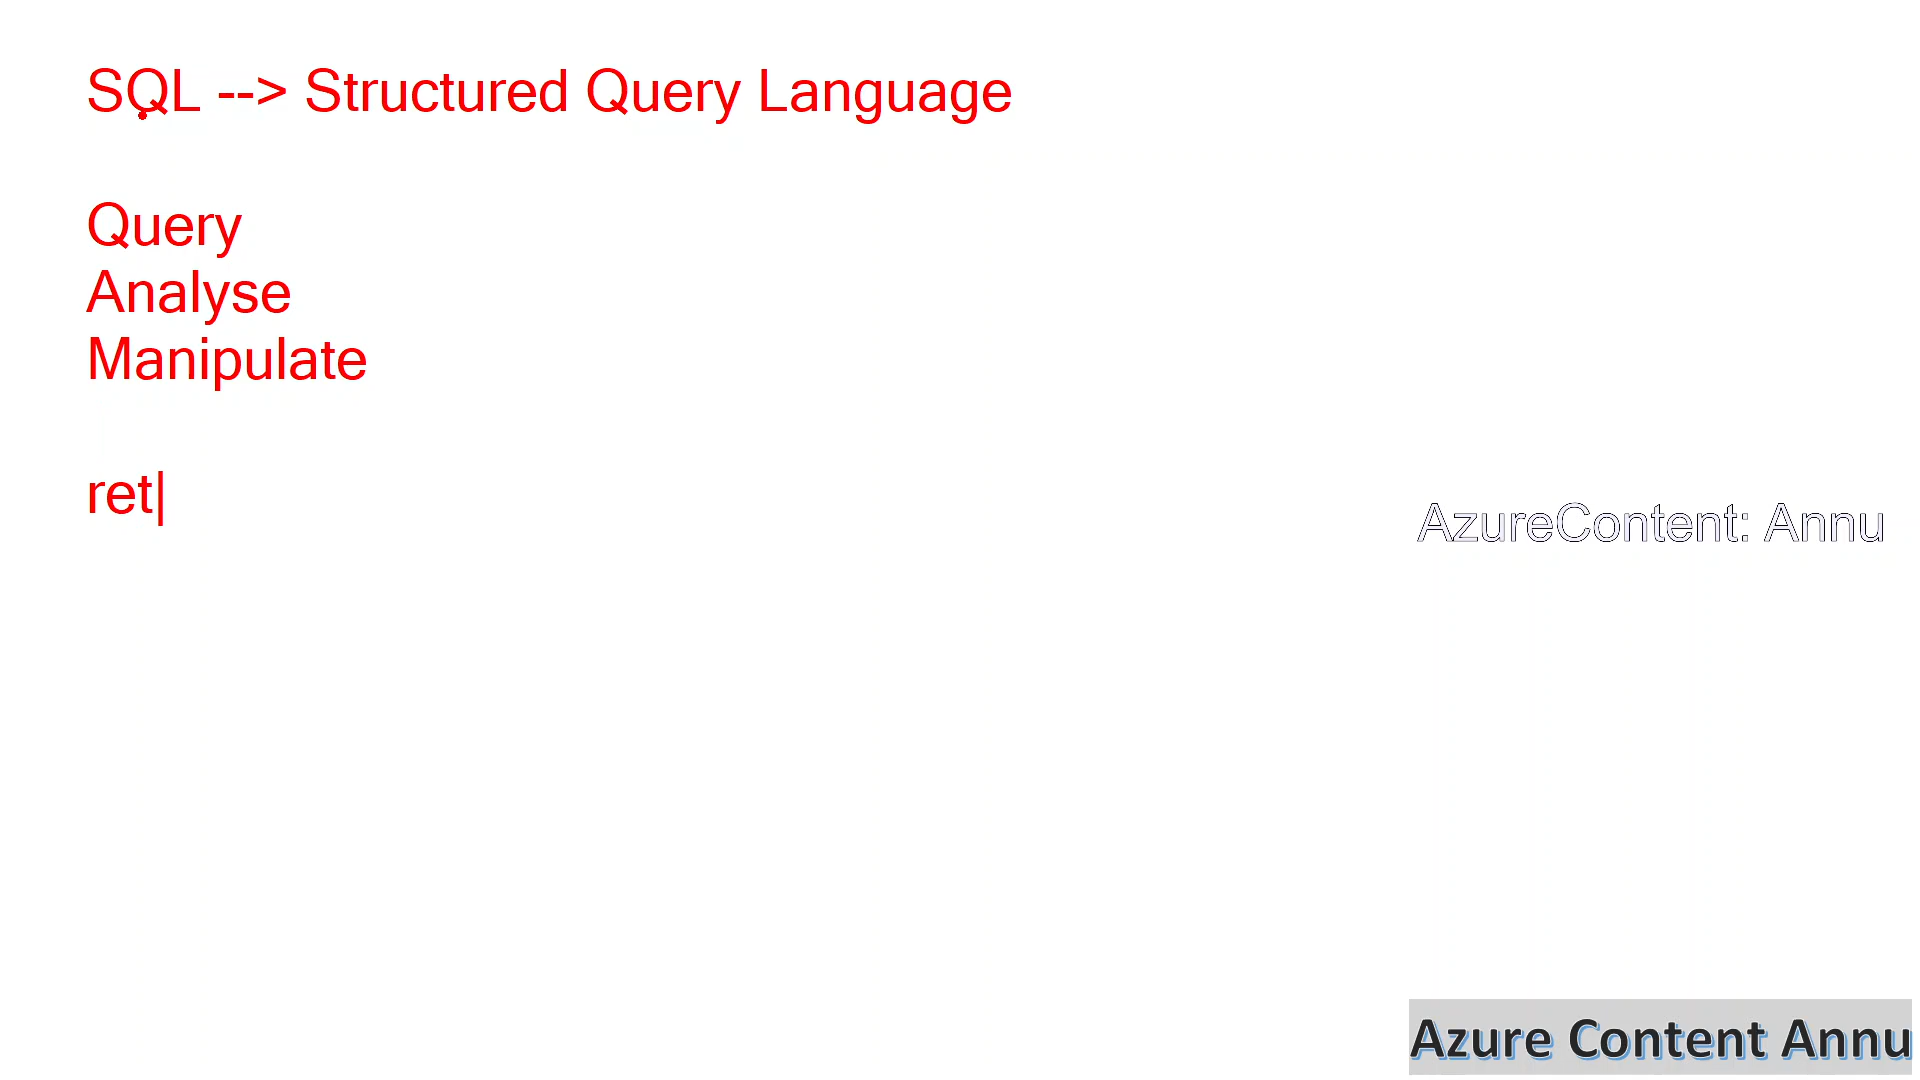 SQL --> Structured Query Language
Query
Analyse
Manipulate
ret
AzureContent: Annu
Azure Content Annu